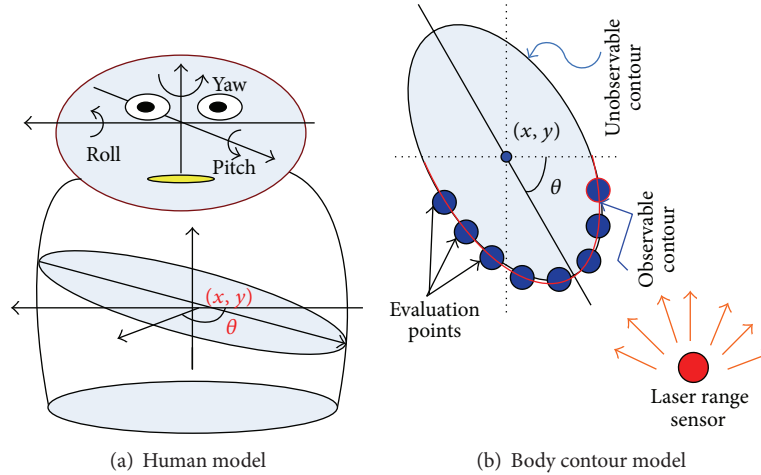 Yaw
Roll
Pitch
(x, y)
θ
(a) Human model
Unobservable
contour
(x, y)
θ
Observable
contour
Evaluation
points
Laser range
sensor
(b) Body contour model